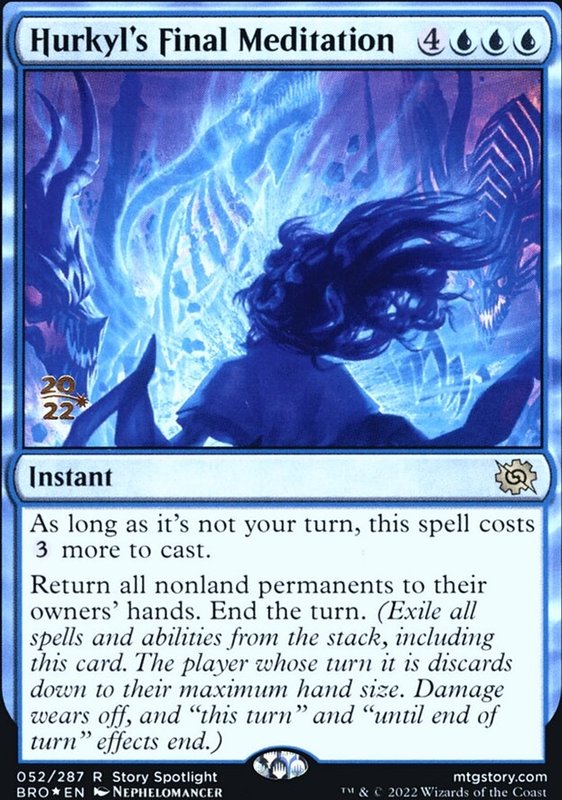 Hurkyl's Final Meditation 4
20
22
Instant
As long as it's not your turn, this spell costs
3 more to cast.
Return all nonland permanents to their
owners' hands. End the turn. (Exile all
spells and abilities from the stack, including
this card. The player whose turn it is discards
down to their maximum hand size. Damage
wears off, and “this turn” and “until end of
turn” effects end.)
052/287 R Story Spotlight mtgstory.com
BRO★EN Nephelomancer ™ & © 2022 Wizards of the Coast